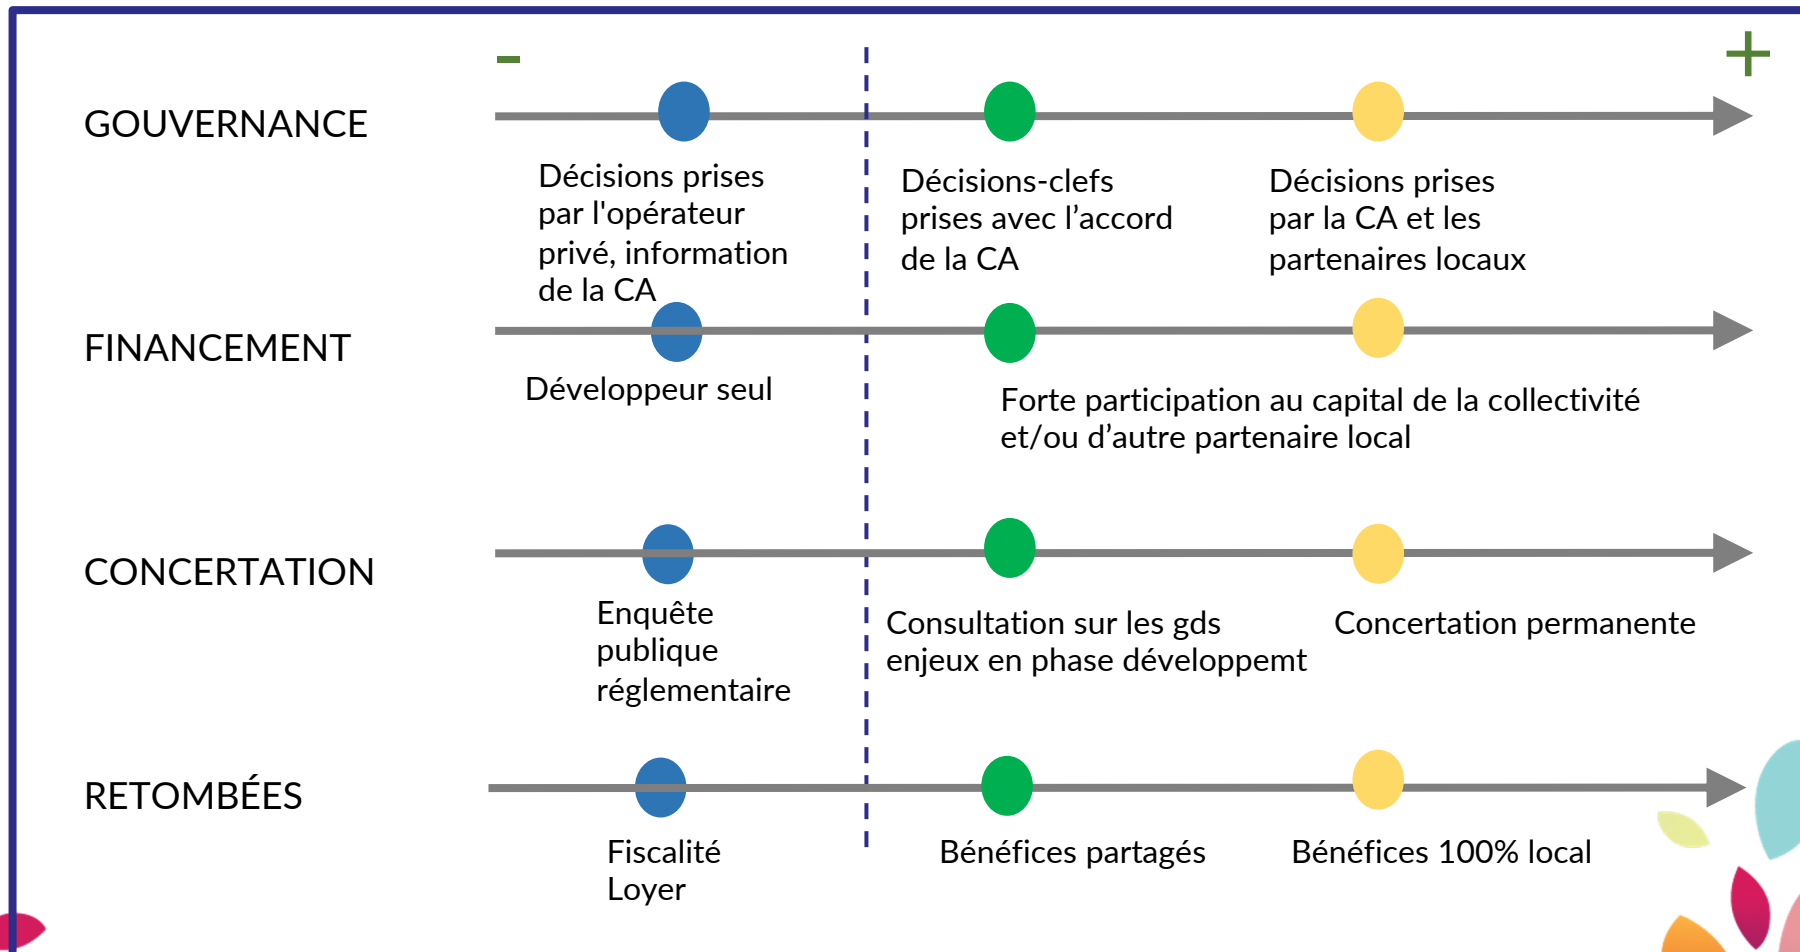 -
+
GOUVERNANCE
Décisions prises
par l'opérateur
privé, information
de la CA
Décisions-clefs
prises avec l’accord
de la CA
Décisions prises
par la CA et les
partenaires locaux
FINANCEMENT
Développeur seul
Forte participation au capital de la collectivité
et/ou d’autre partenaire local
CONCERTATION
Enquête
publique
réglementaire
Consultation sur les gds
enjeux en phase développemt
Concertation permanente
RETOMBÉES
Fiscalité
Loyer
Bénéfices partagés
Bénéfices 100% local